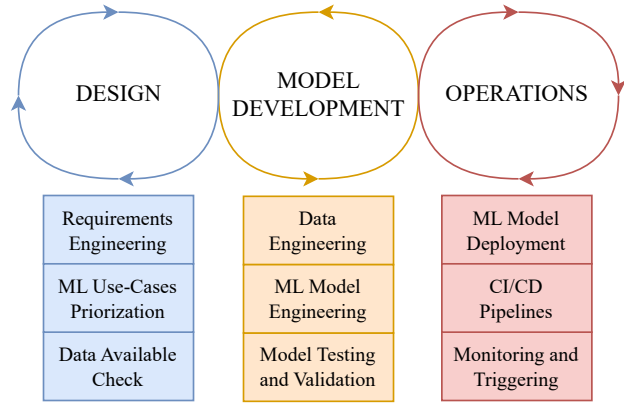 DESIGN
MODEL
DEVELOPMENT
OPERATIONS
Requirements
Engineering
ML Use-Cases
Priorization
Data Available
Check
Data
Engineering
ML Model
Engineering
Model Testing
and Validation
ML Model
Deployment
CI/CD
Pipelines
Monitoring and
Triggering